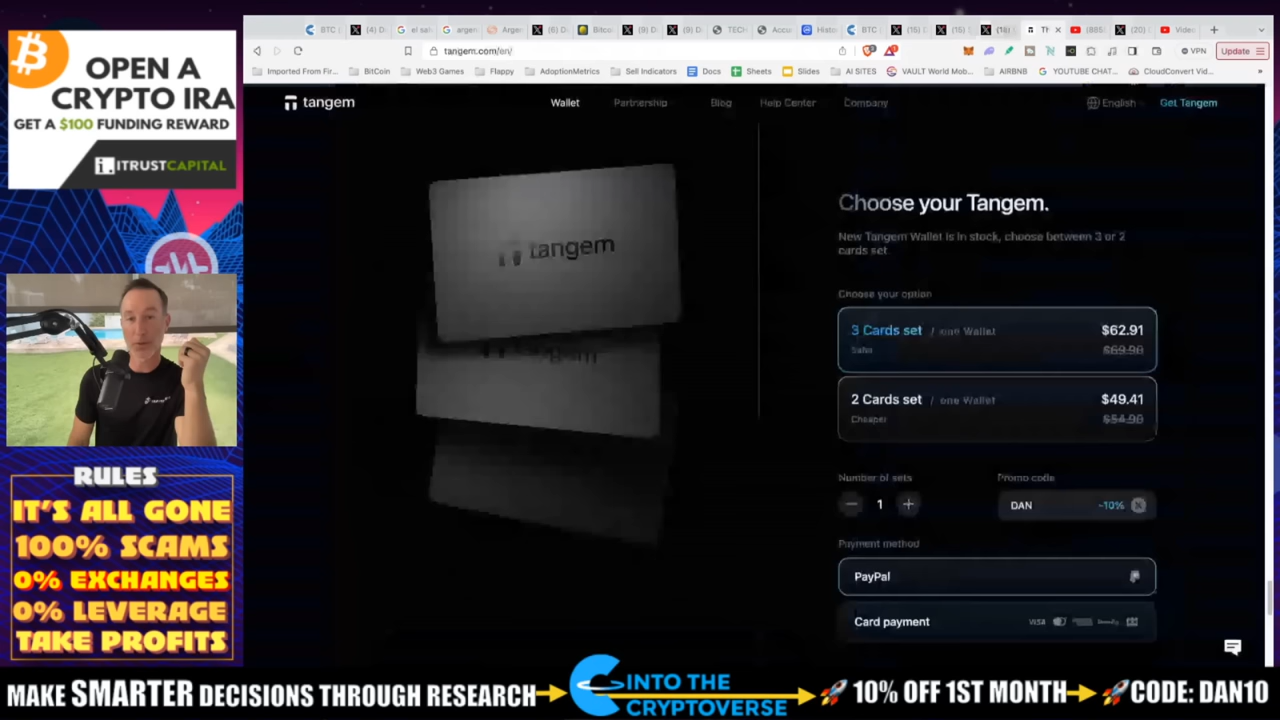 OPEN A
CRYPTO IRA
GET A $100 FUNDING REWARD
ITRUSTCAPITAL
RULES
IT'S ALL GONE
100% SCAMS
0% EXCHANGES
0% LEVERAGE
TAKE PROFITS
tangem.com/en/
VPN
Update
Imported From Fir...
BitCoin
Web3 Games
Flappy
AdoptionMetrics
Sell Indicators
Docs
Sheets
Slides
AI SITES
VAULT World Mob...
AIRBNB
YOUTUBE CHAT...
CloudConvert Vid...
tangem
Wallet
Partnership
Blog
Help Center
Company
English
Get Tangem
tangem
Choose your Tangem.
New Tangem Wallet is in stock, choose between 3 or 2
cards set
Choose your option
3 Cards set / one Wallet $62.91
Safer $69.90
2 Cards set / one Wallet $49.41
Cheaper $54.90
Number of sets
Promo code
1
DAN -10%
Payment method
PayPal
Card payment
VISA
MAKE SMARTER DECISIONS THROUGH RESEARCH
INTO THE
CRYPTOVERSE
10% OFF 1ST MONTH
CODE: DAN10